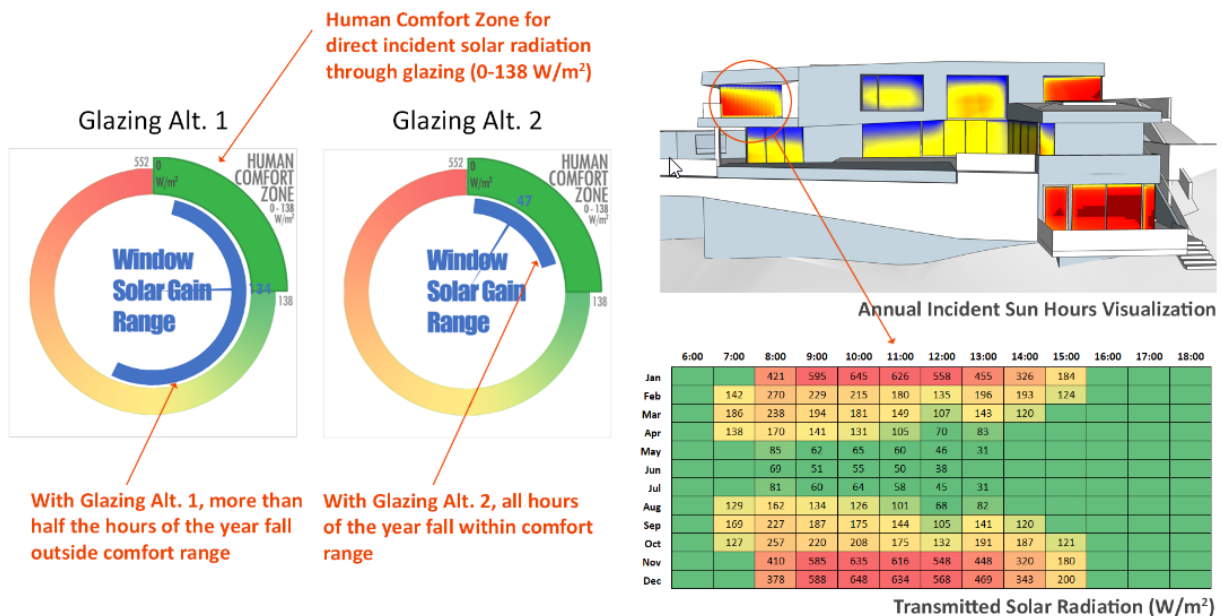 Human Comfort Zone for
direct incident solar radiation
through glazing (0-138 W/m²)
Glazing Alt. 1
552
0
W/m²
HUMAN
COMFORT
ZONE
0 - 138
W/m²
Window
Solar Gain
Range
134
138
With Glazing Alt. 1, more than
half the hours of the year fall
outside comfort range
Glazing Alt. 2
552
0
W/m²
HUMAN
COMFORT
ZONE
0 - 138
W/m²
47
Window
Solar Gain
Range
138
With Glazing Alt. 2, all hours
of the year fall within comfort
range
Annual Incident Sun Hours Visualization
6:00 7:00 8:00 9:00 10:00 11:00 12:00 13:00 14:00 15:00 16:00 17:00 18:00
Jan 421 595 645 626 558 455 326 184
Feb 142 270 229 215 180 135 196 193 124
Mar 186 238 194 181 149 107 143 120
Apr 138 170 141 131 105 70 83
May 85 62 65 60 46 31
Jun 69 51 55 50 38
Jul 81 60 64 58 45 31
Aug 129 162 134 126 101 68 82
Sep 169 227 187 175 144 105 141 120
Oct 127 257 220 208 175 132 191 187 121
Nov 410 585 635 616 548 448 320 180
Dec 378 588 648 634 568 469 343 200
Transmitted Solar Radiation (W/m²)